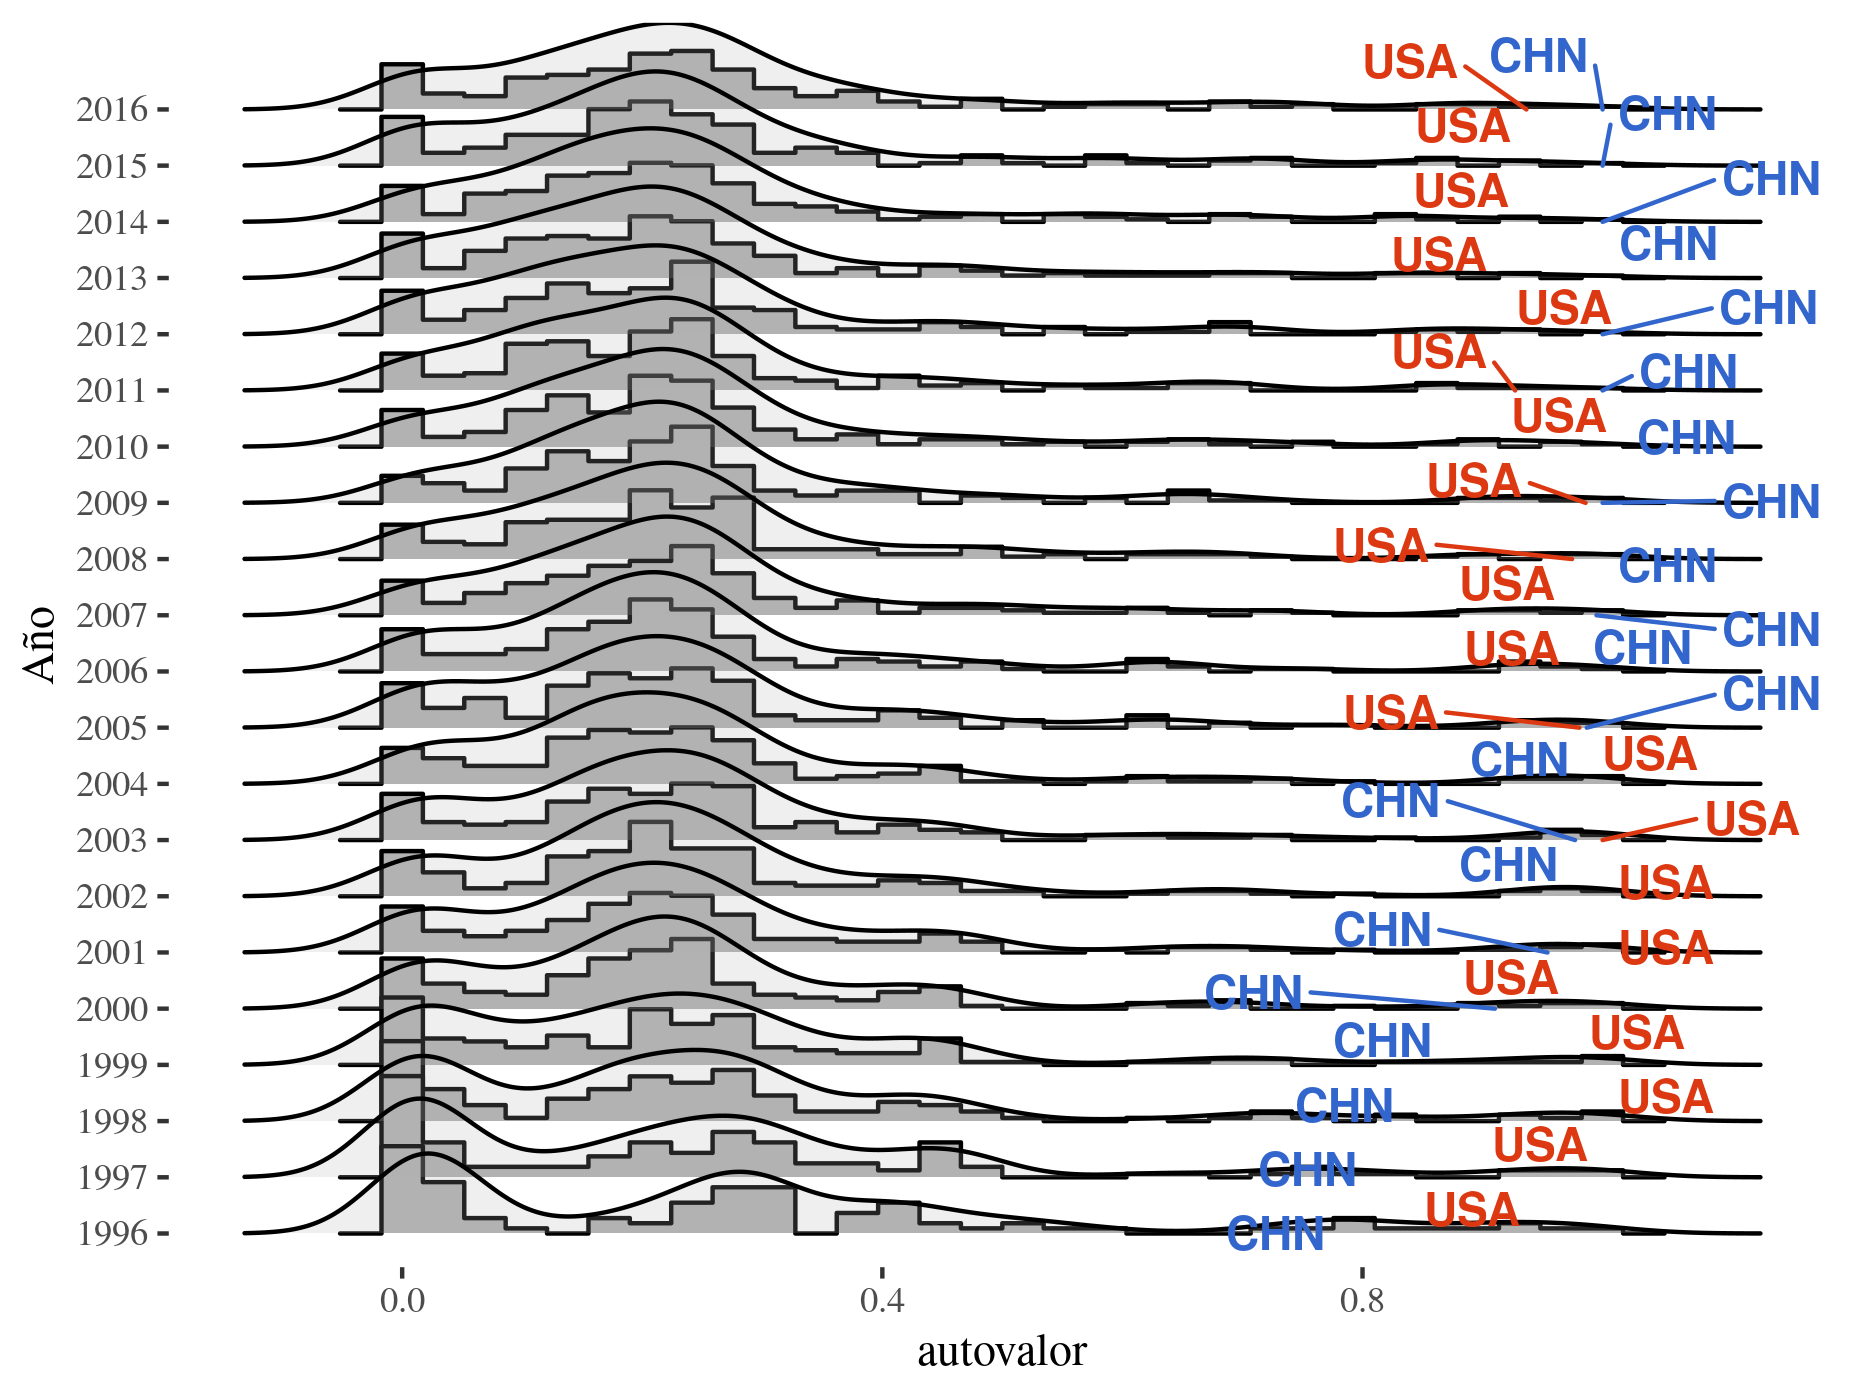 USA CHN
2016
USA CHN
2015
USA CHN
2014
USA CHN
2013
USA CHN
2012
USA CHN
2011
USA CHN
2010
USA CHN
2009
USA CHN
2008
USA
2007
CHN
USA CHN
2006
USA CHN
2005
CHN USA
2004
CHN USA
2003
CHN USA
2002
CHN USA
2001
CHN USA
2000
CHN USA
1999
CHN USA
1998
CHN USA
1997
CHN USA
1996
Año
0.0 0.4 0.8
autovalor